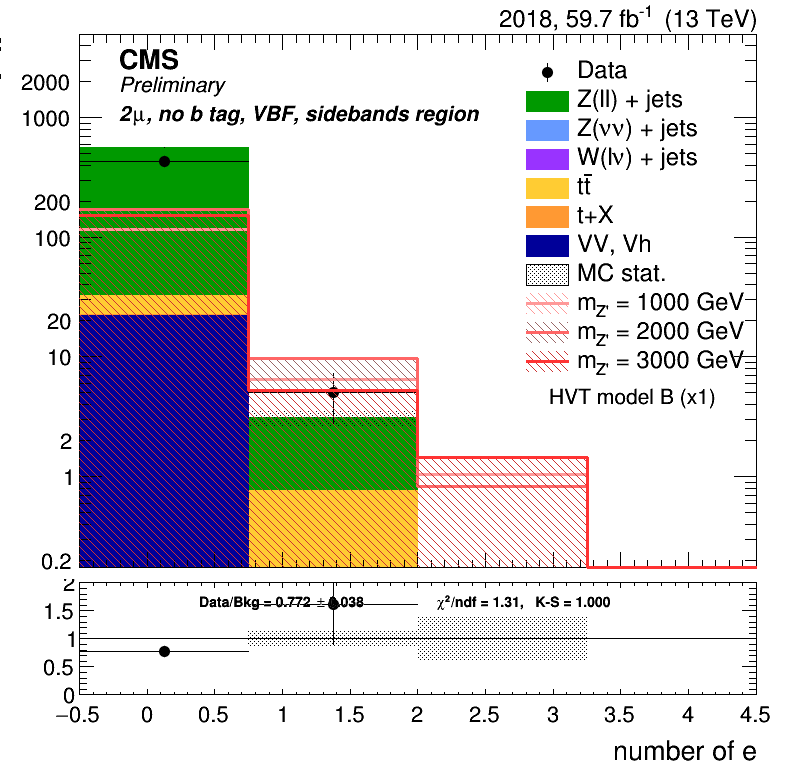 2018, 59.7 fb⁻¹ (13 TeV)
CMS
Preliminary
2μ, no b tag, VBF, sidebands region
Data
Z(ll) + jets
Z(νν) + jets
W(lν) + jets
tt̄
t+X
VV, Vh
MC stat.
m_Z' = 1000 GeV
m_Z' = 2000 GeV
m_Z' = 3000 GeV
HVT model B (x1)
2000
1000
200
100
20
10
2
1
0.2
Data/Bkg = 0.772 ± 0.038 χ²/ndf = 1.31, K-S = 1.000
2
1.5
1
0.5
0
−0.5 0 0.5 1 1.5 2 2.5 3 3.5 4 4.5
number of e